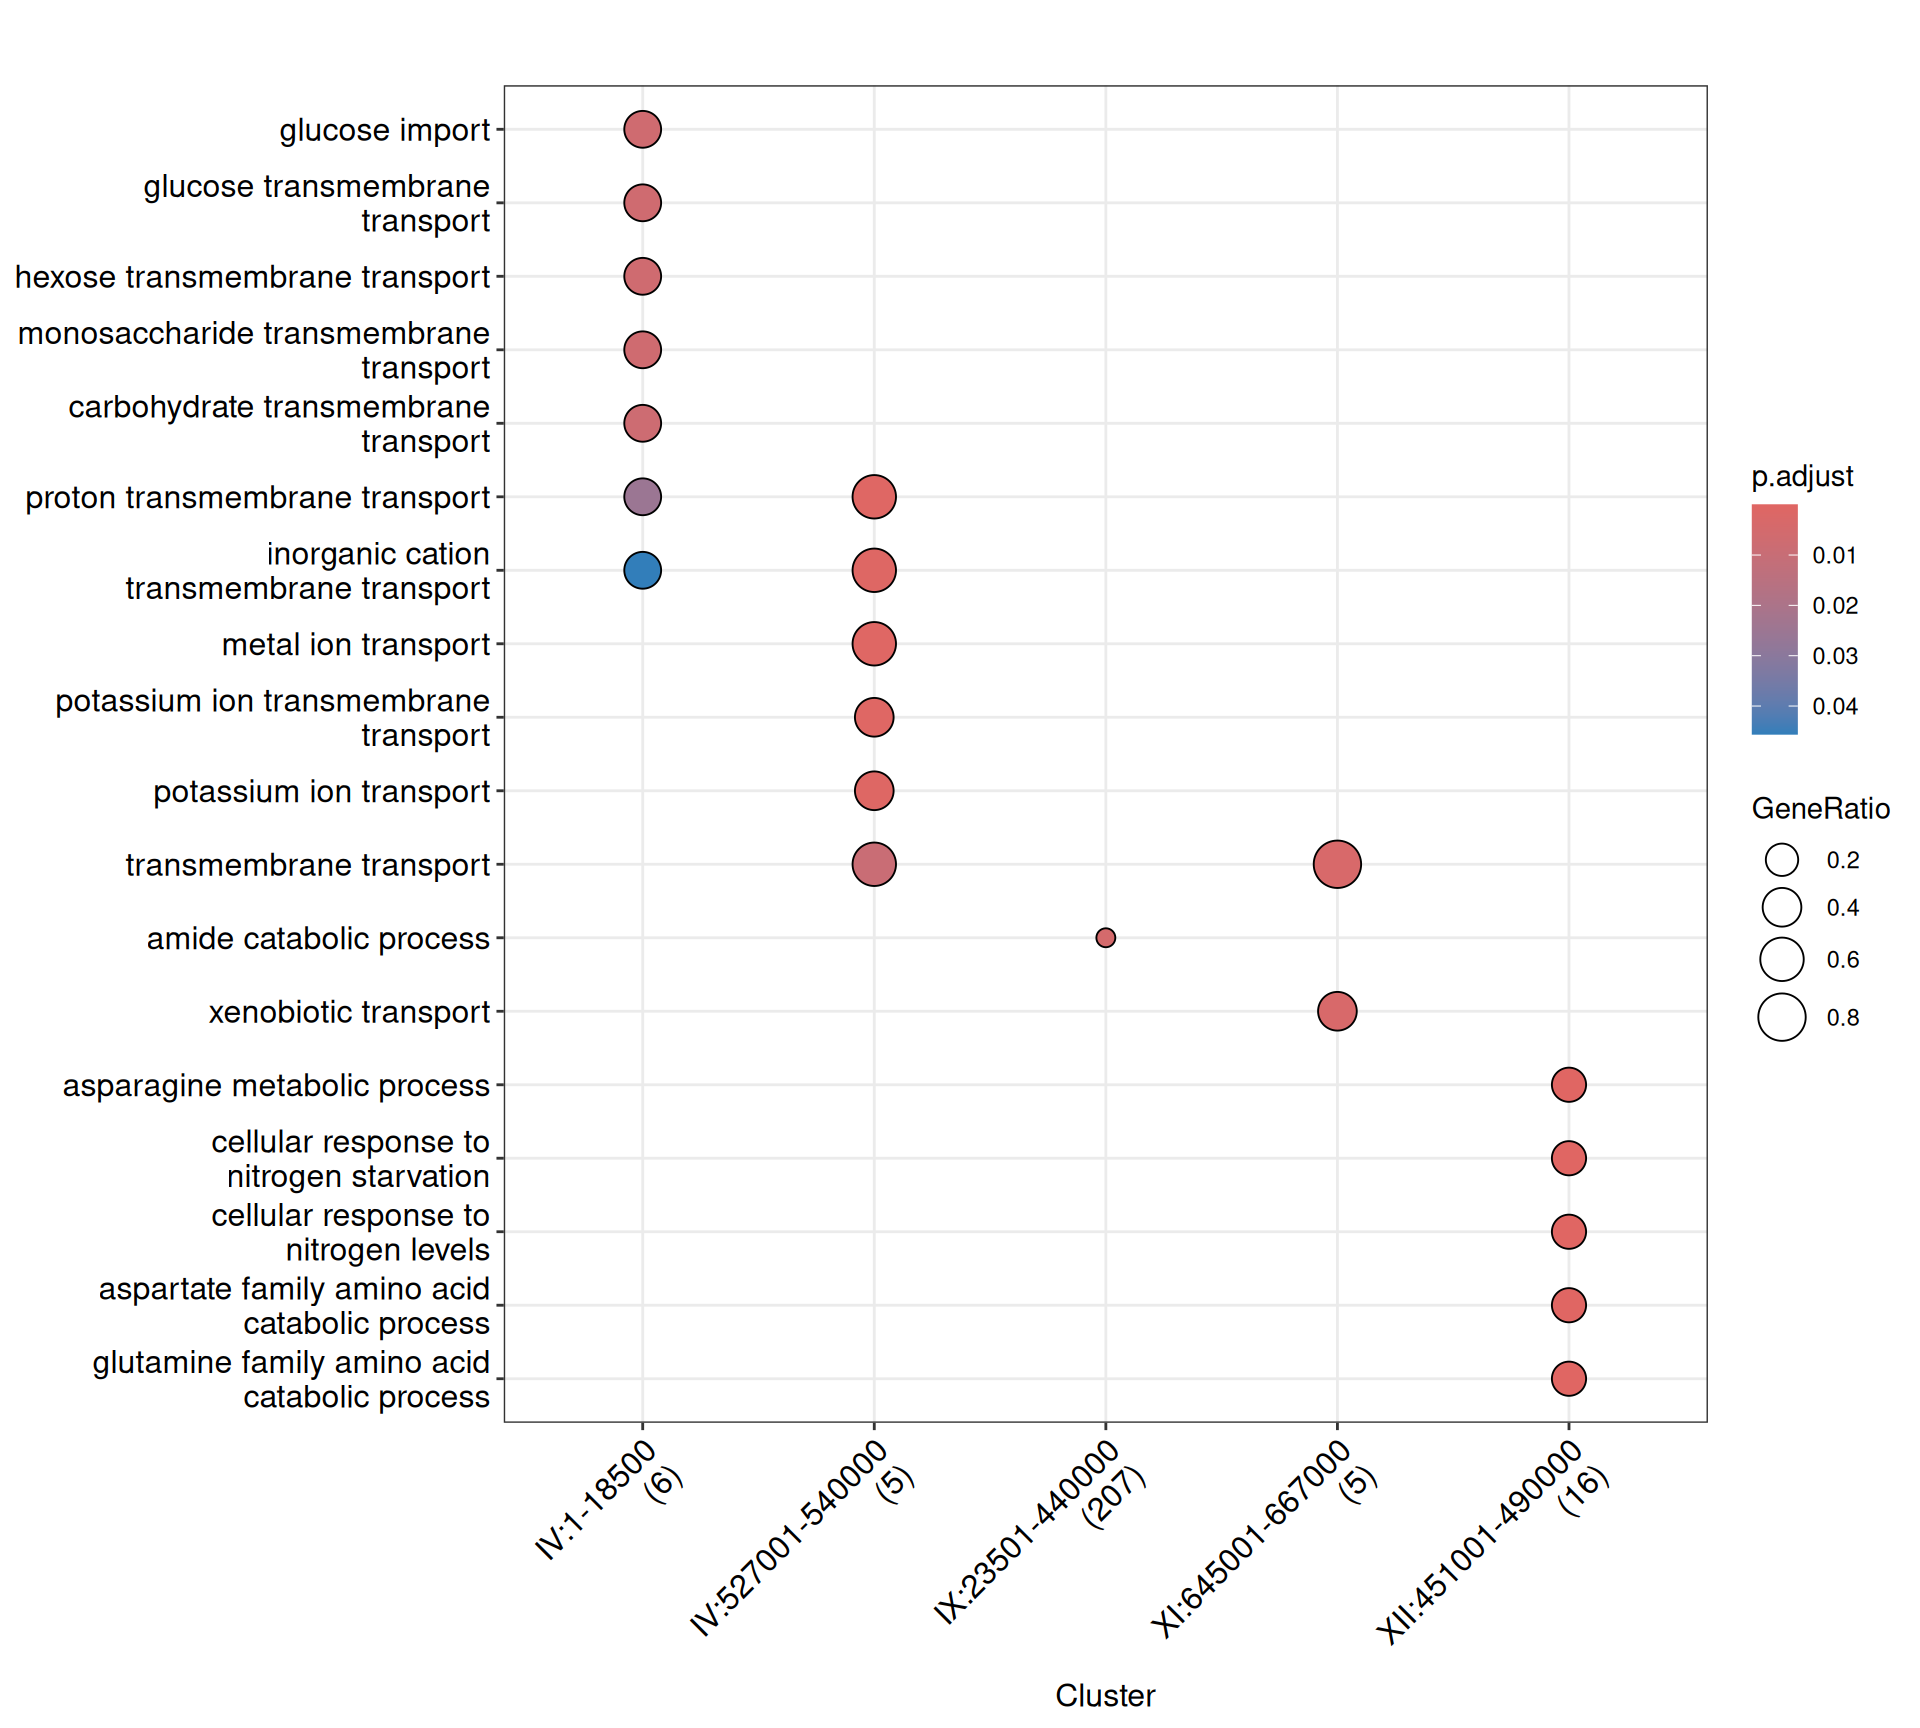 glucose import
glucose transmembrane
transport
hexose transmembrane transport
monosaccharide transmembrane
transport
carbohydrate transmembrane
transport
proton transmembrane transport
inorganic cation
transmembrane transport
metal ion transport
potassium ion transmembrane
transport
potassium ion transport
transmembrane transport
amide catabolic process
xenobiotic transport
asparagine metabolic process
cellular response to
nitrogen starvation
cellular response to
nitrogen levels
aspartate family amino acid
catabolic process
glutamine family amino acid
catabolic process
IV:1-18500
(6)
IV:527001-540000
(5)
IX:23501-440000
(207)
XI:645001-667000
(5)
XII:451001-490000
(16)
Cluster
p.adjust
0.01
0.02
0.03
0.04
GeneRatio
0.2
0.4
0.6
0.8